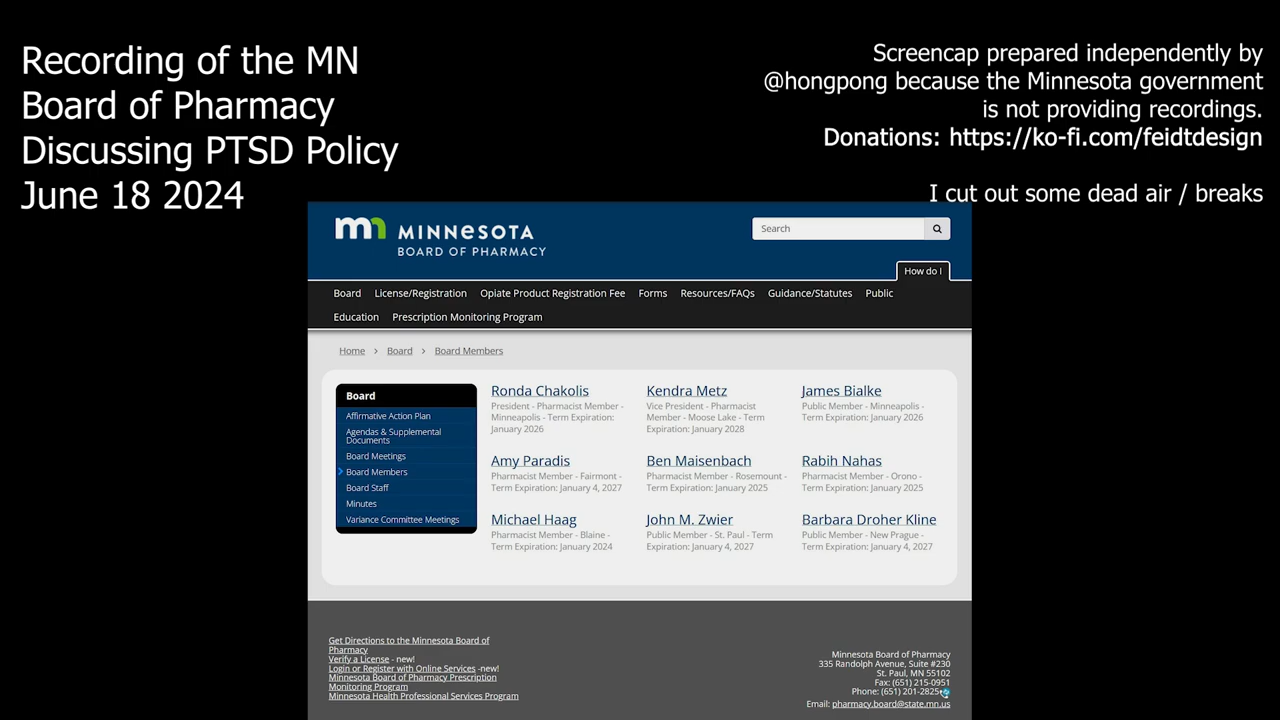 Recording of the MN
Board of Pharmacy
Discussing PTSD Policy
June 18 2024
Screencap prepared independently by
@hongpong because the Minnesota government
is not providing recordings.
Donations: https://ko-fi.com/feidtdesign
I cut out some dead air / breaks
mn MINNESOTA
BOARD OF PHARMACY
Search
How do I
Board License/Registration Opiate Product Registration Fee Forms Resources/FAQs Guidance/Statutes Public
Education Prescription Monitoring Program
Home > Board > Board Members
Board
Affirmative Action Plan
Agendas & Supplemental
Documents
Board Meetings
Board Members
Board Staff
Minutes
Variance Committee Meetings
Ronda Chakolis
President - Pharmacist Member -
Minneapolis - Term Expiration:
January 2026
Kendra Metz
Vice President - Pharmacist
Member - Moose Lake - Term
Expiration: January 2028
James Bialke
Public Member - Minneapolis -
Term Expiration: January 2026
Amy Paradis
Pharmacist Member - Fairmont -
Term Expiration: January 4, 2027
Ben Maisenbach
Pharmacist Member - Rosemount -
Term Expiration: January 2025
Rabih Nahas
Pharmacist Member - Orono -
Term Expiration: January 2025
Michael Haag
Pharmacist Member - Blaine -
Term Expiration: January 2024
John M. Zwier
Public Member - St. Paul - Term
Expiration: January 4, 2027
Barbara Droher Kline
Public Member - New Prague -
Term Expiration: January 4, 2027
Get Directions to the Minnesota Board of
Pharmacy
Verify a License - new!
Login or Register with Online Services -new!
Minnesota Board of Pharmacy Prescription
Monitoring Program
Minnesota Health Professional Services Program
Minnesota Board of Pharmacy
335 Randolph Avenue, Suite #230
St. Paul, MN 55102
Fax: (651) 215-0951
Phone: (651) 201-2825
Email: pharmacy.board@state.mn.us